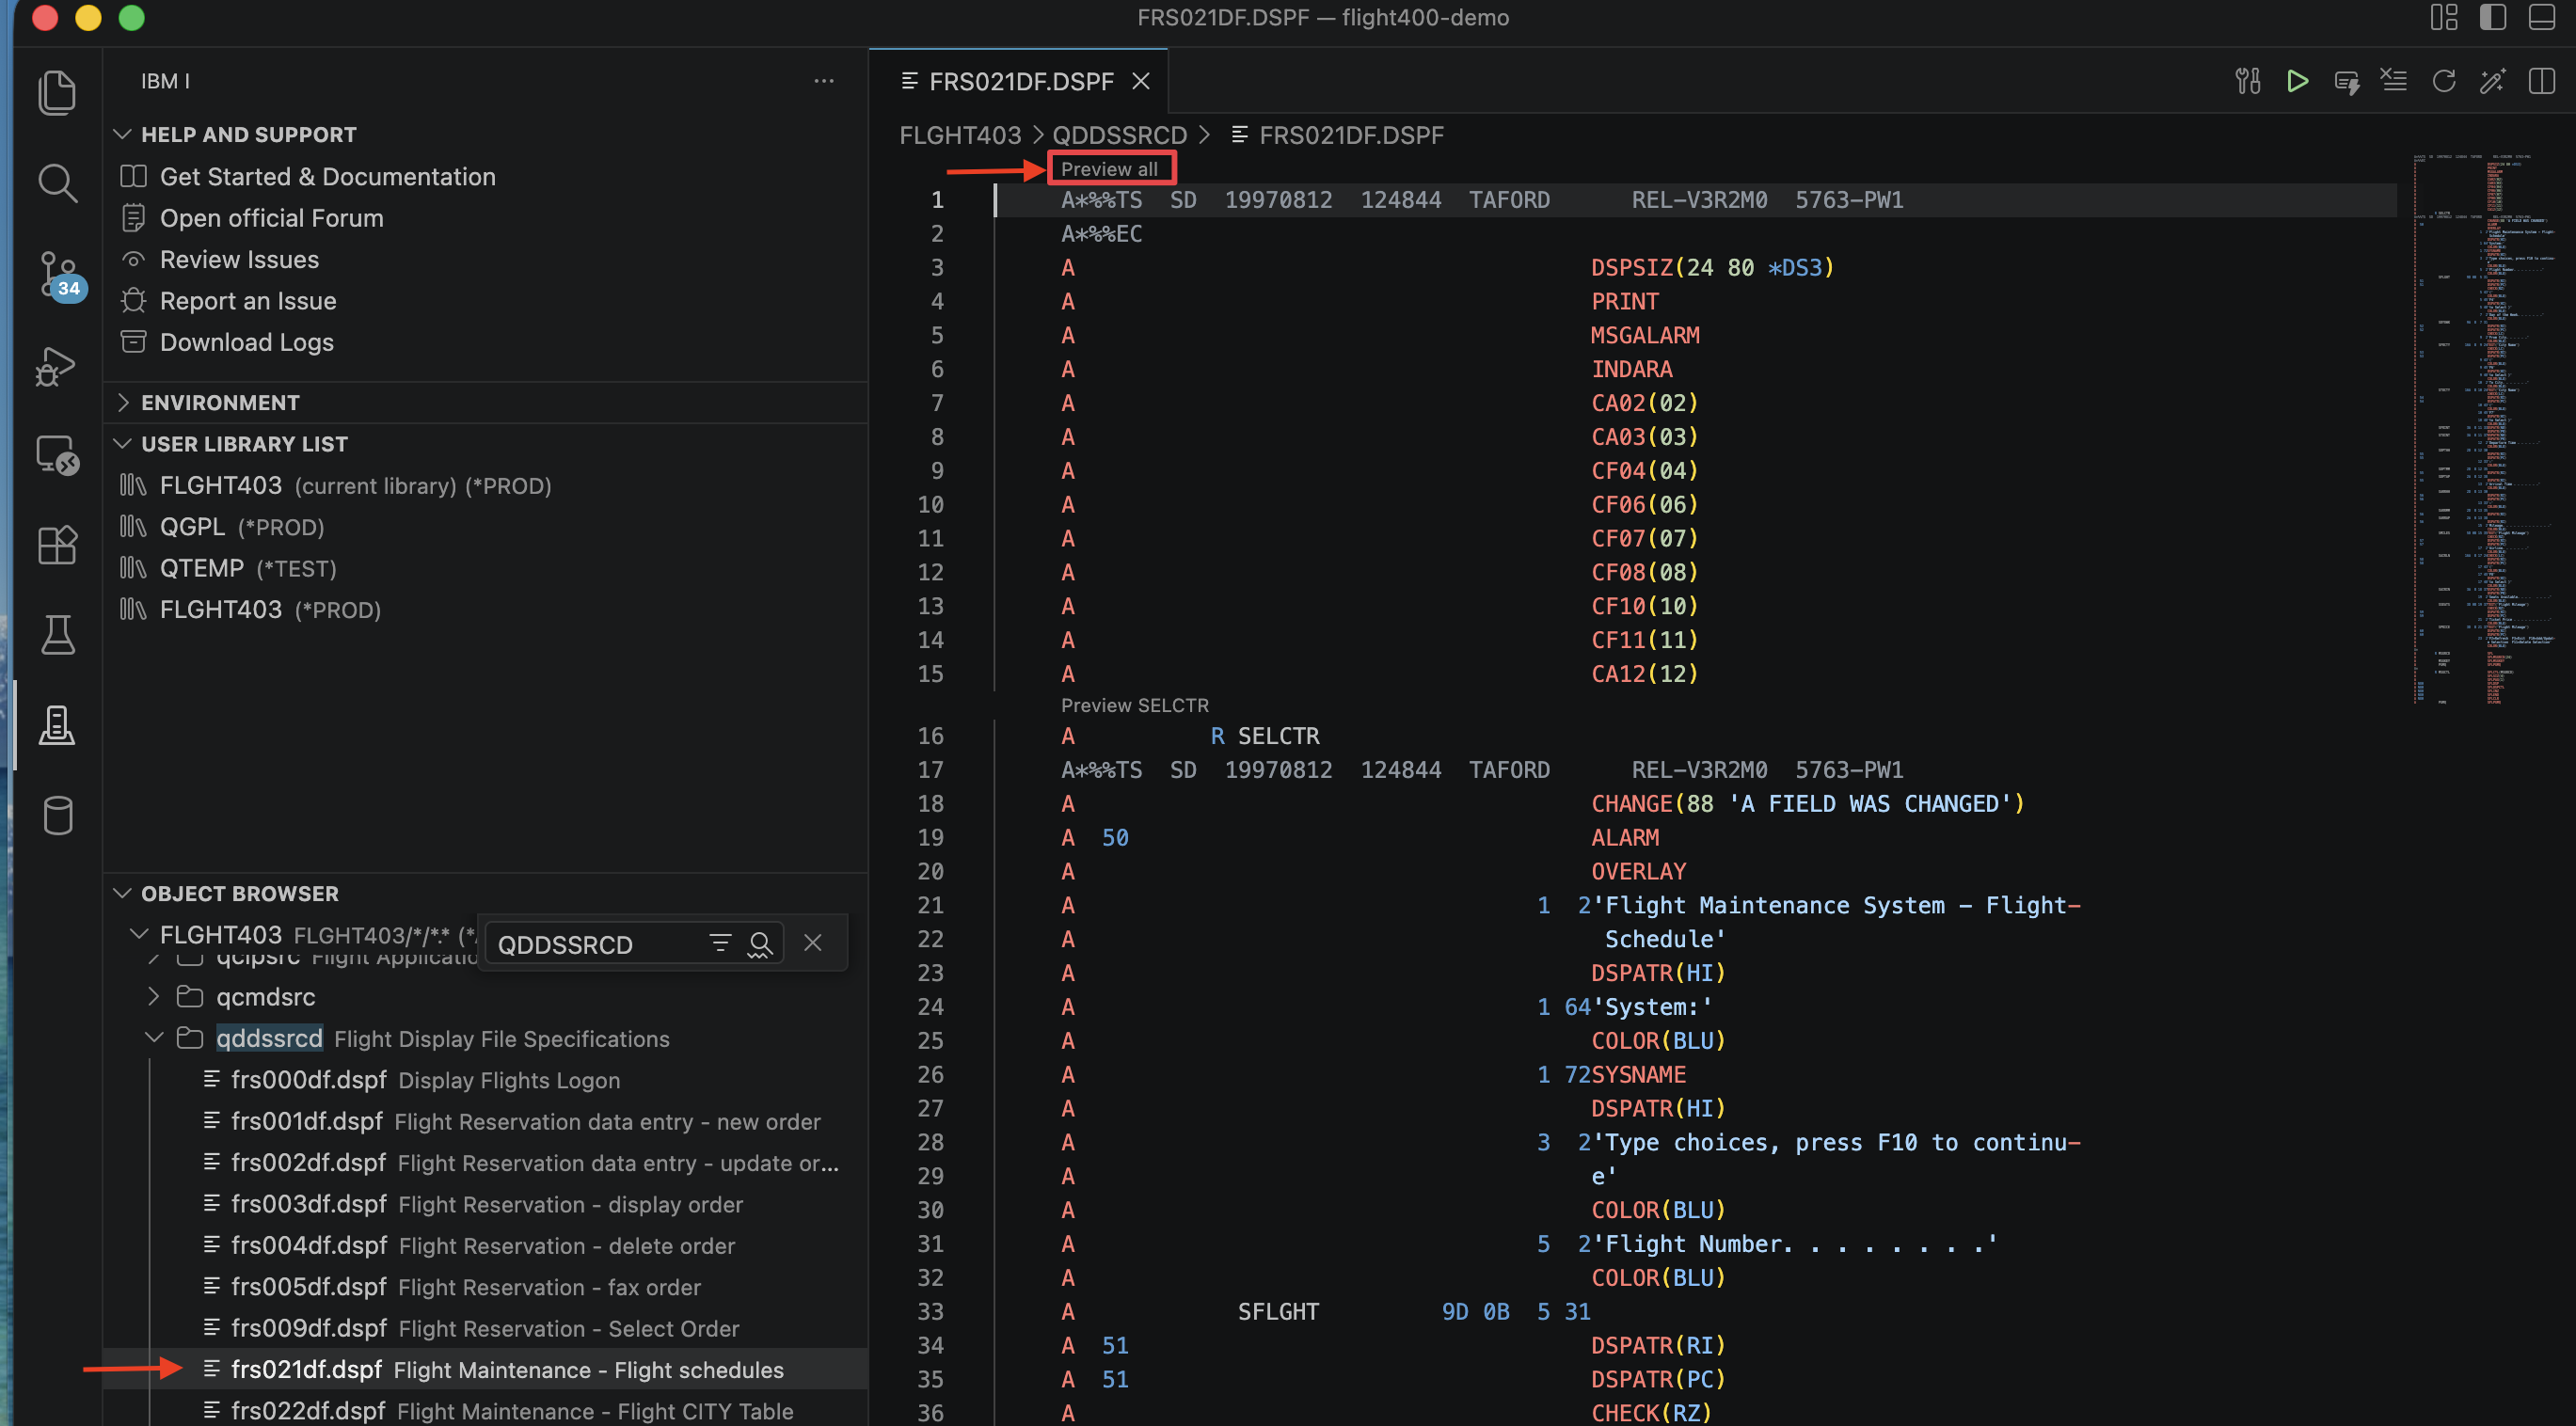 FRS021DF.DSPF — flight400-demo
IBM I
HELP AND SUPPORT
Get Started & Documentation
Open official Forum
Review Issues
Report an Issue
Download Logs
34
ENVIRONMENT
USER LIBRARY LIST
FLGHT403 (current library) (*PROD)
QGPL (*PROD)
QTEMP (*TEST)
FLGHT403 (*PROD)
OBJECT BROWSER
FLGHT403 FLGHT403/*/*.* (*
QDDSSRCD
qclpsrc Flight Applicatio
qcmdsrc
qddssrcd Flight Display File Specifications
frs000df.dspf Display Flights Logon
frs001df.dspf Flight Reservation data entry - new order
frs002df.dspf Flight Reservation data entry - update or...
frs003df.dspf Flight Reservation - display order
frs004df.dspf Flight Reservation - delete order
frs005df.dspf Flight Reservation - fax order
frs009df.dspf Flight Reservation - Select Order
frs021df.dspf Flight Maintenance - Flight schedules
frs022df.dspf Flight Maintenance - Flight CITY Table
FRS021DF.DSPF
FLGHT403 > QDDSSRCD > FRS021DF.DSPF
Preview all
1 A*%%TS SD 19970812 124844 TAFORD REL-V3R2M0 5763-PW1
2 A*%%EC
3 A DSPSIZ(24 80 *DS3)
4 A PRINT
5 A MSGALARM
6 A INDARA
7 A CA02(02)
8 A CA03(03)
9 A CF04(04)
10 A CF06(06)
11 A CF07(07)
12 A CF08(08)
13 A CF10(10)
14 A CF11(11)
15 A CA12(12)
Preview SELCTR
16 A R SELCTR
17 A*%%TS SD 19970812 124844 TAFORD REL-V3R2M0 5763-PW1
18 A CHANGE(88 'A FIELD WAS CHANGED')
19 A 50 ALARM
20 A OVERLAY
21 A 1 2'Flight Maintenance System - Flight-
22 A Schedule'
23 A DSPATR(HI)
24 A 1 64'System:'
25 A COLOR(BLU)
26 A 1 72SYSNAME
27 A DSPATR(HI)
28 A 3 2'Type choices, press F10 to continu-
29 A e'
30 A COLOR(BLU)
31 A 5 2'Flight Number. . . . . . . .'
32 A COLOR(BLU)
33 A SFLGHT 9D 0B 5 31
34 A 51 DSPATR(RI)
35 A 51 DSPATR(PC)
36 A CHECK(RZ)